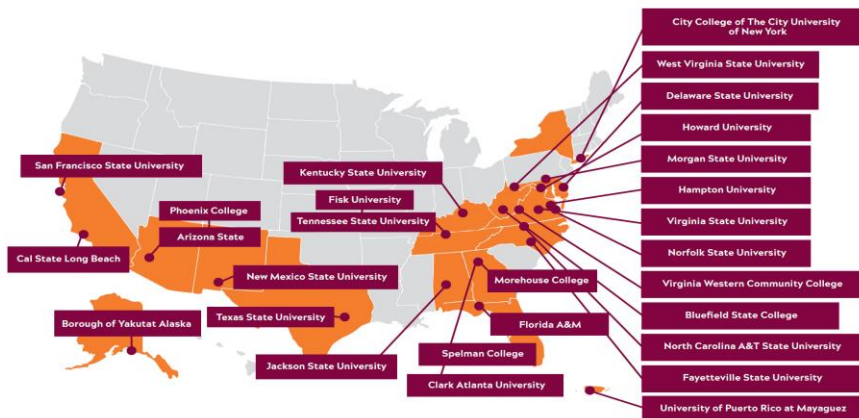 City College of The City University
of New York
West Virginia State University
Delaware State University
Howard University
San Francisco State University
Kentucky State University
Morgan State University
Fisk University
Hampton University
Phoenix College
Tennessee State University
Virginia State University
Arizona State
Norfolk State University
Cal State Long Beach
New Mexico State University
Morehouse College
Virginia Western Community College
Borough of Yakutat Alaska
Texas State University
Florida A&M
Bluefield State College
Spelman College
North Carolina A&T State University
Jackson State University
Clark Atlanta University
Fayetteville State University
University of Puerto Rico at Mayaguez